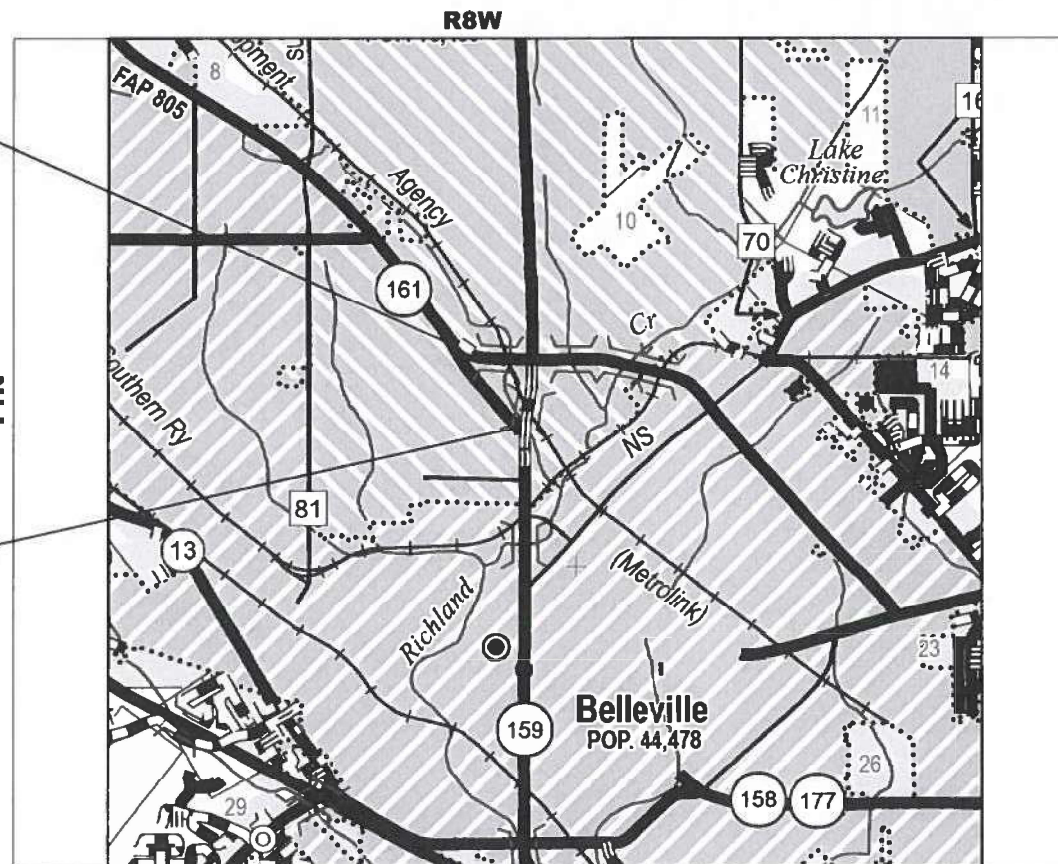 R8W
8
FAP 805
Agency
10
11
16
Lake
Christine
70
161
Cr
14
Southern Ry
NS
81
13
(Metrolink)
Richland
23
Belleville
POP. 44,478
159
26
158
177
29